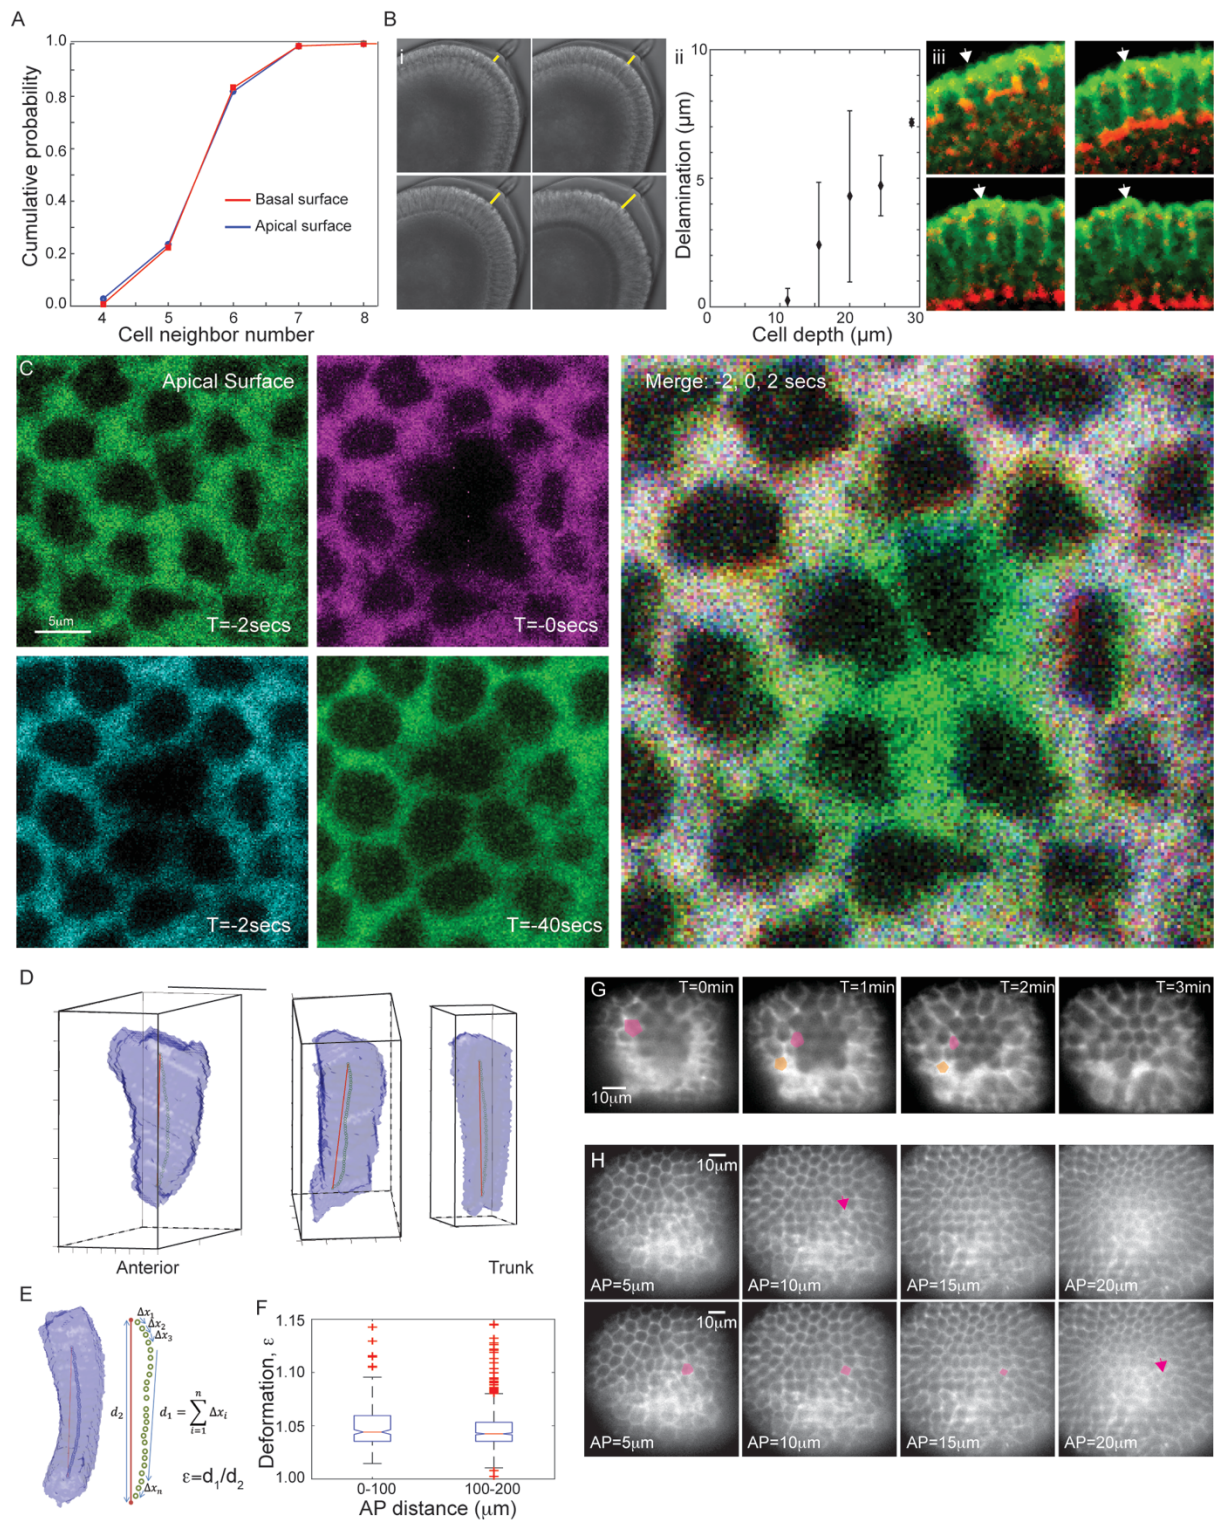 A
Cumulative probability
1.0
0.8
0.6
0.4
0.2
0.0
4 5 6 7 8
Cell neighbor number
Basal surface
Apical surface
B
i
ii
Delamination (µm)
10
5
0
0 10 20 30
Cell depth (µm)
iii
C
Apical Surface
5µm
T=-2secs
T=-0secs
T=-2secs
T=-40secs
Merge: -2, 0, 2 secs
D
Anterior
Trunk
E
Δx₁
Δx₂
Δx₃
d₂
d₁ = ∑ⁿᵢ₌₁ Δxᵢ
Δxₙ
ε=d₁/d₂
F
Deformation, ε
1.15
1.10
1.05
1.00
0-100
100-200
AP distance (µm)
G
T=0min
T=1min
T=2min
T=3min
10µm
H
10µm
AP=5µm
AP=10µm
AP=15µm
AP=20µm
10µm
AP=5µm
AP=10µm
AP=15µm
AP=20µm